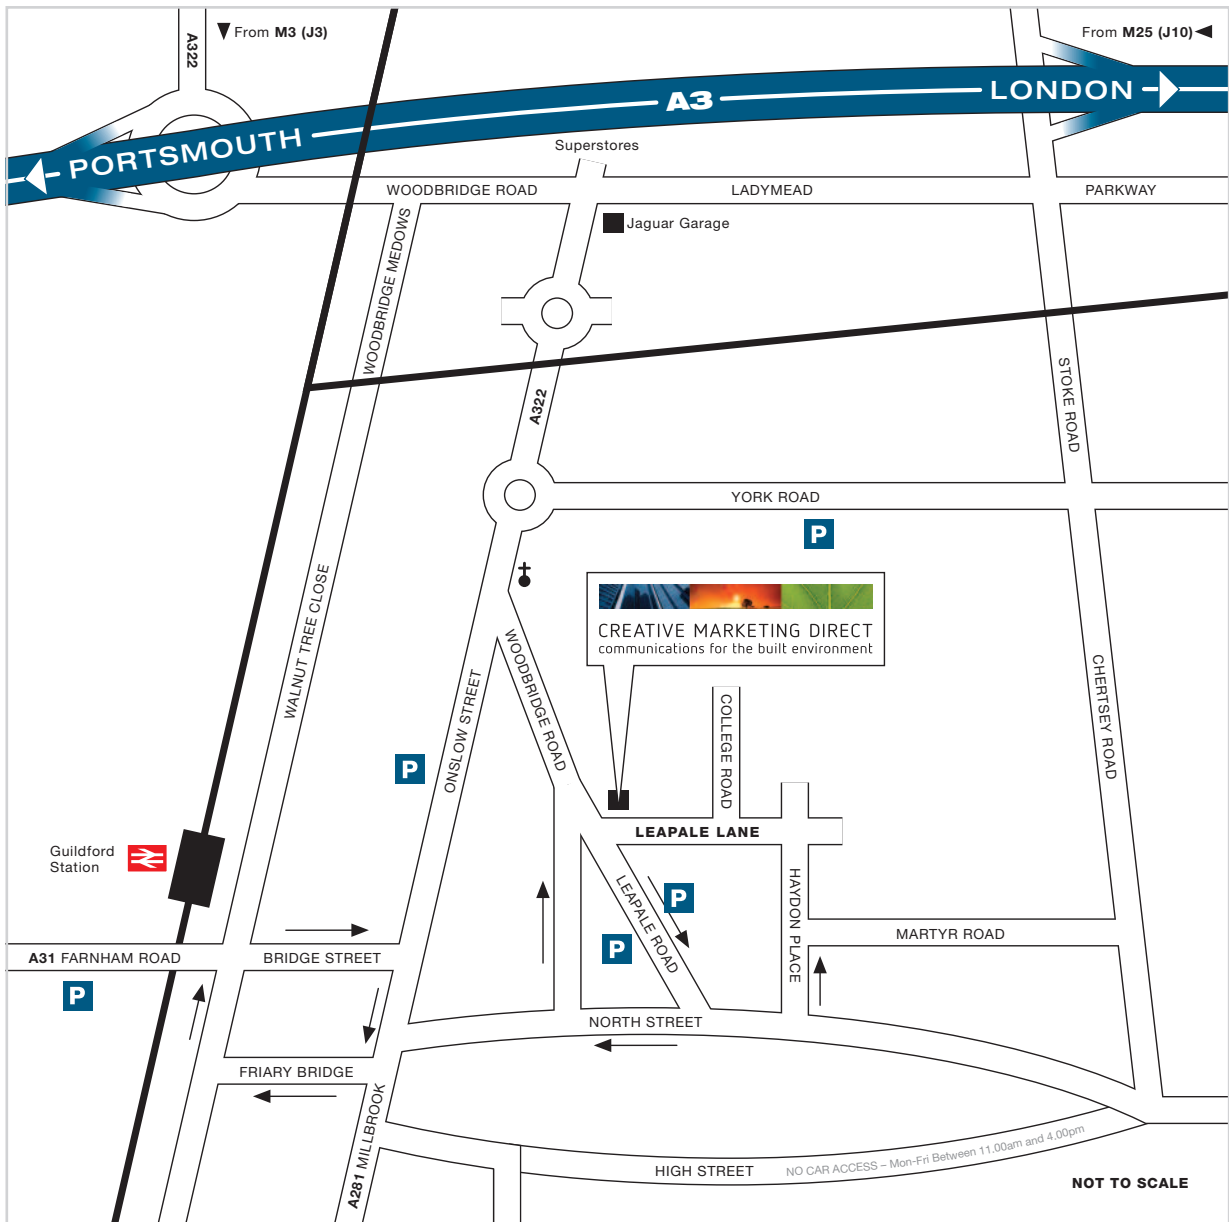 From M3 (J3)
From M25 (J10)
A322
PORTSMOUTH
A3
LONDON
Superstores
WOODBRIDGE ROAD
LADYMEAD
PARKWAY
Jaguar Garage
WOODBRIDGE MEDOWS
A322
STOKE ROAD
YORK ROAD
P
WALNUT TREE CLOSE
CREATIVE MARKETING DIRECT
communications for the built environment
WOODBRIDGE ROAD
ONSLOW STREET
COLLEGE ROAD
CHERTSEY ROAD
P
LEAPALE LANE
Guildford
Station
HAYDON PLACE
LEAPALE ROAD
P
P
MARTYR ROAD
A31 FARNHAM ROAD
BRIDGE STREET
P
NORTH STREET
FRIARY BRIDGE
A281 MILLBROOK
HIGH STREET
NO CAR ACCESS – Mon-Fri Between 11.00am and 4.00pm
NOT TO SCALE